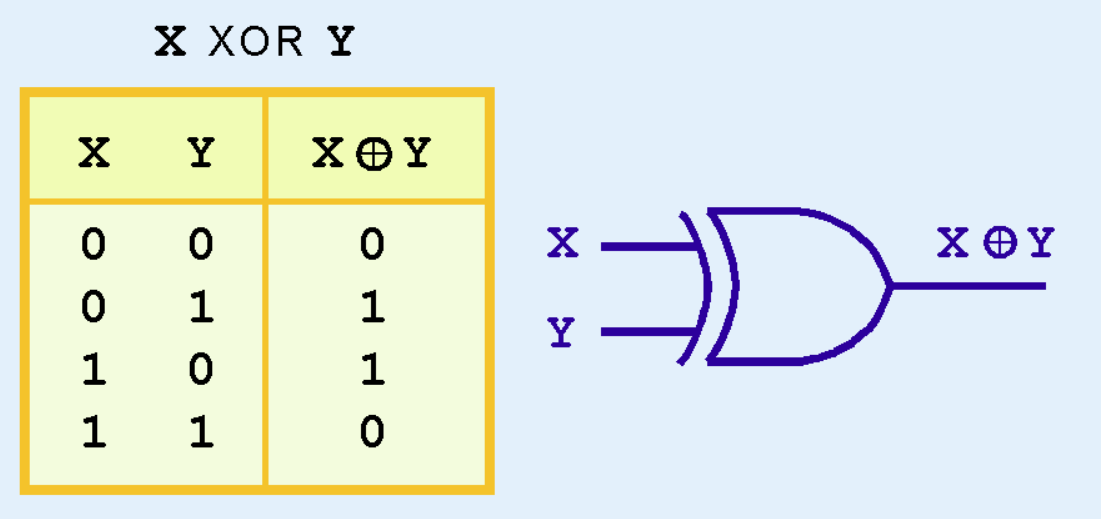 X XOR Y
X Y X⊕Y
0 0 0
0 1 1
1 0 1
1 1 0
X X⊕Y
Y